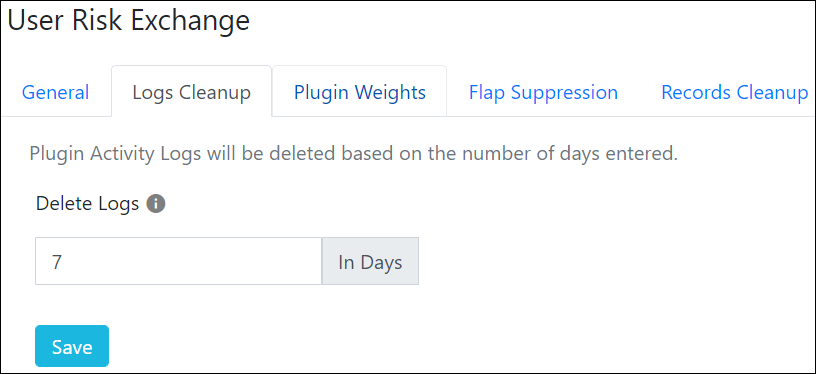 User Risk Exchange
General Logs Cleanup Plugin Weights Flap Suppression Records Cleanup
Plugin Activity Logs will be deleted based on the number of days entered.
Delete Logs
7 In Days
Save